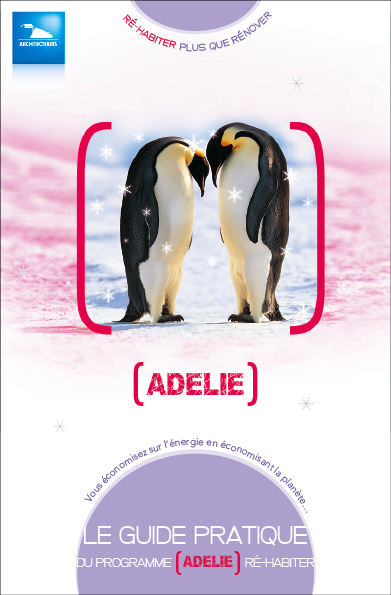 RÉ-HABITER PLUS QUE RÉNOVER
ARCHITECTEURS
[ADELIE]
Vous économisez sur l'énergie en économisant la planète...
LE GUIDE PRATIQUE
DU PROGRAMME [ADELIE] RÉ-HABITER